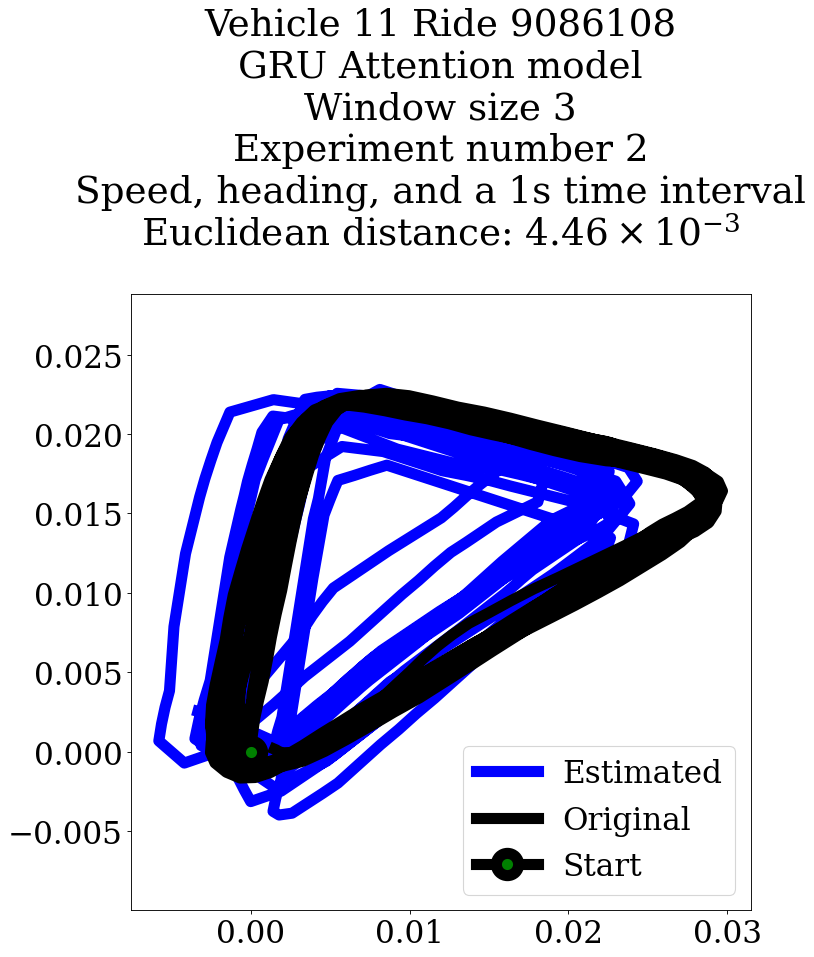 Vehicle 11 Ride 9086108
GRU Attention model
Window size 3
Experiment number 2
Speed, heading, and a 1s time interval
Euclidean distance: 4.46 × 10⁻³
0.025
0.020
0.015
0.010
0.005
0.000
−0.005
Estimated
Original
Start
0.00 0.01 0.02 0.03